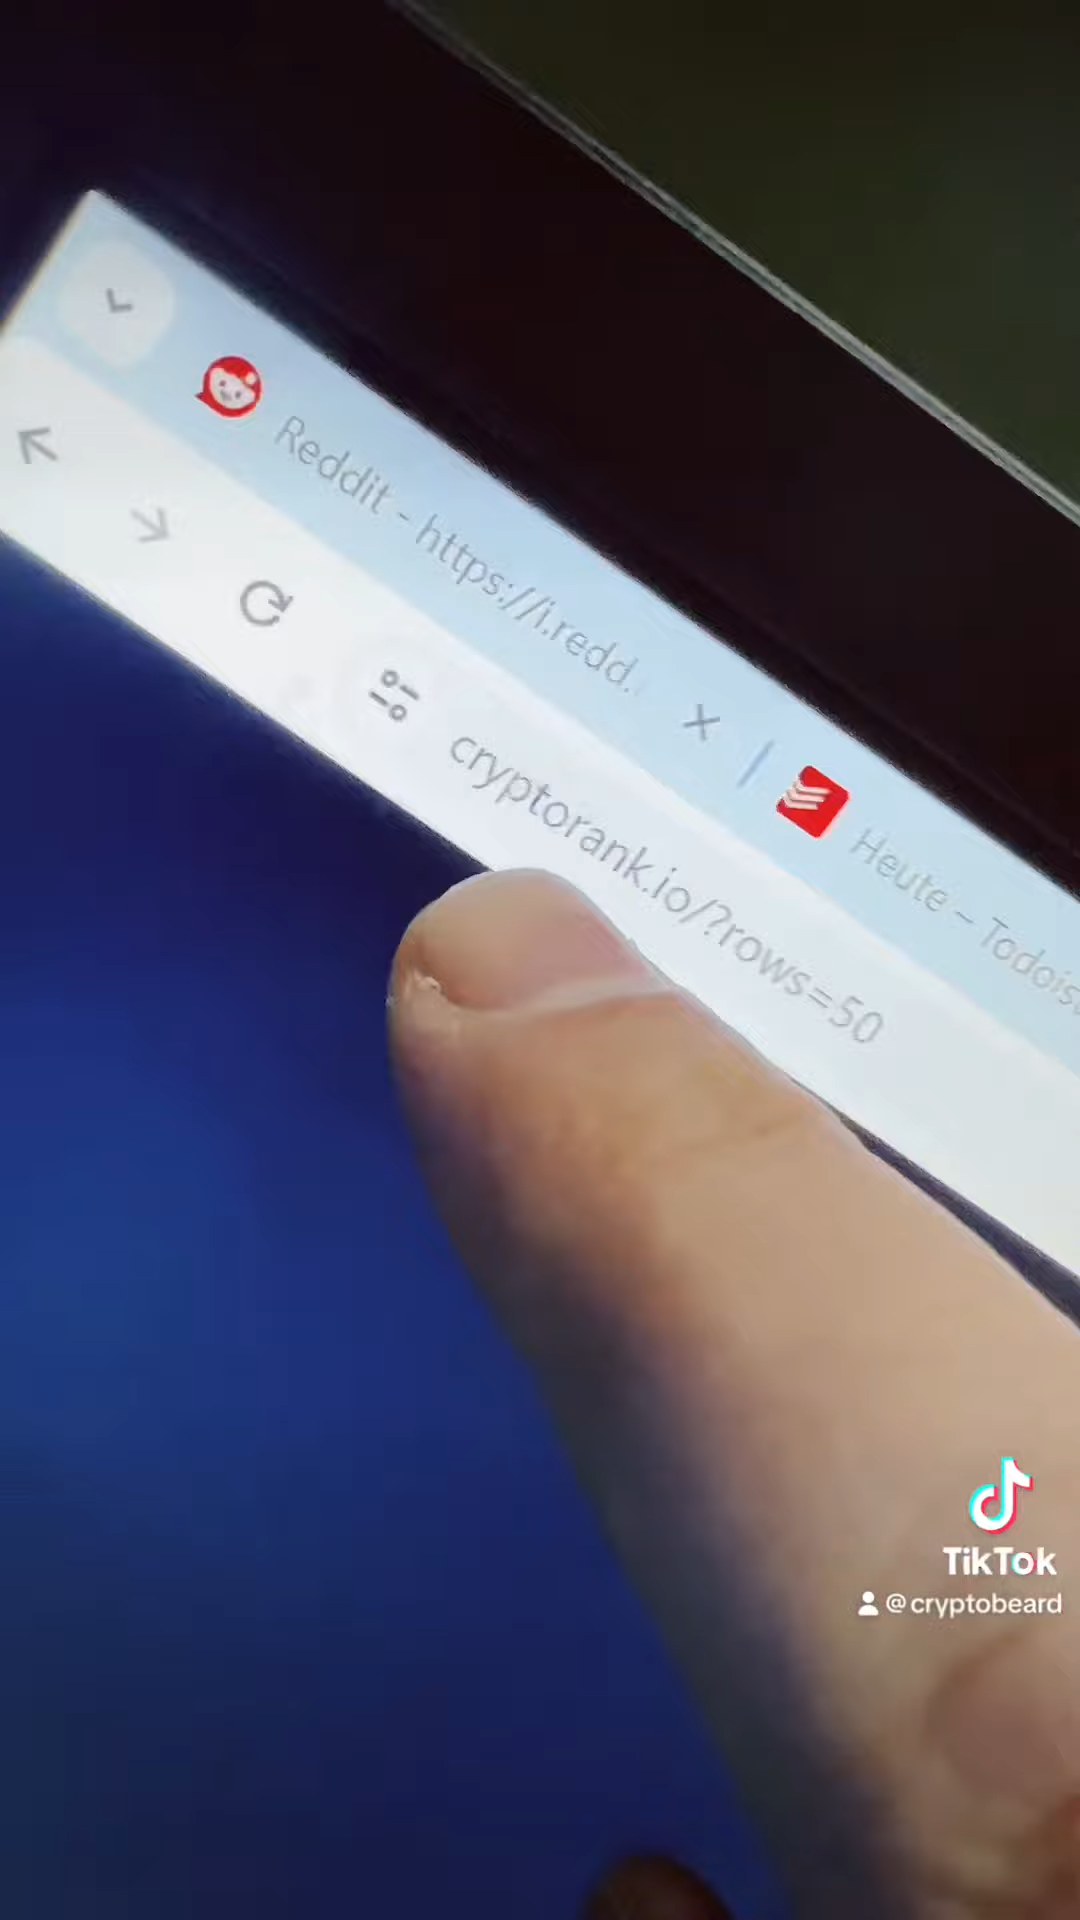 Reddit - https://i.redd.
Heute – Todois
cryptorank.io/?rows=50
TikTok
@cryptobeard